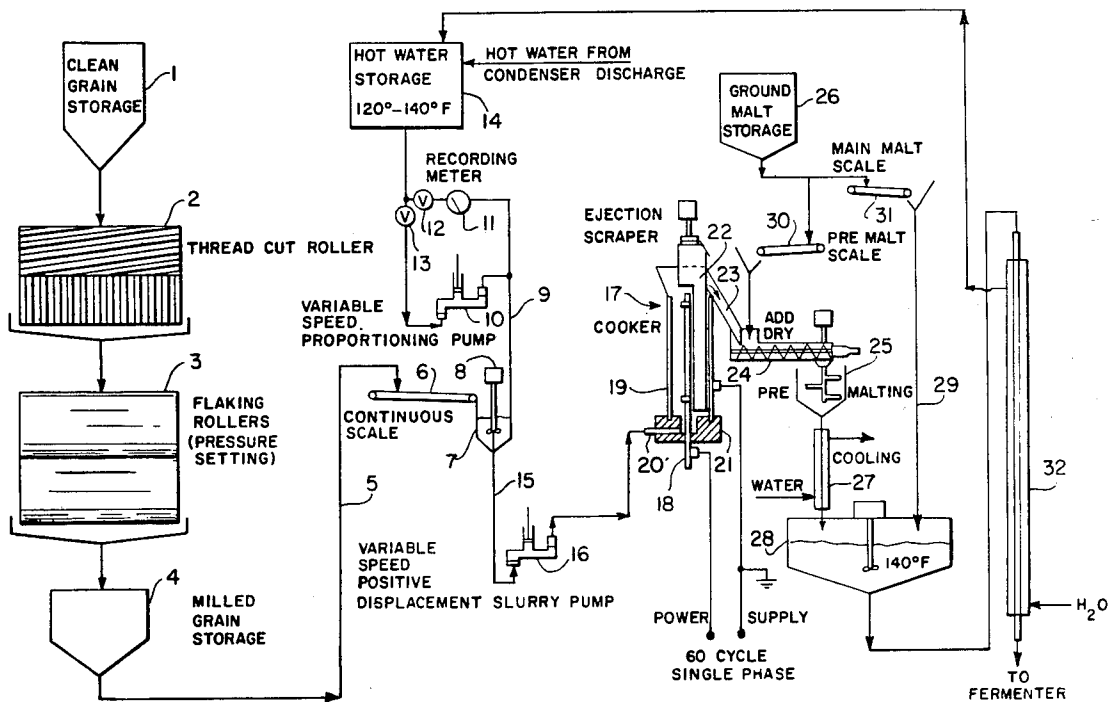 CLEAN
GRAIN
STORAGE
1
2
THREAD CUT ROLLER
3
FLAKING
ROLLERS
(PRESSURE
SETTING)
4
MILLED
GRAIN
STORAGE
5
HOT WATER
STORAGE
120°-140°F
14
HOT WATER FROM
CONDENSER DISCHARGE
RECORDING
METER
V
V
12
11
13
VARIABLE
SPEED.
PROPORTIONING PUMP
10
9
8
6
CONTINUOUS
SCALE
7
15
VARIABLE
SPEED
POSITIVE
DISPLACEMENT SLURRY PUMP
16
EJECTION
SCRAPER
22
23
17
COOKER
19
20'
21
18
POWER
SUPPLY
60 CYCLE
SINGLE PHASE
GROUND
MALT
STORAGE
26
MAIN MALT
SCALE
31
30
PRE MALT
SCALE
ADD
DRY
24
25
PRE
MALTING
COOLING
27
WATER
28
140°F
29
32
H2O
TO
FERMENTER